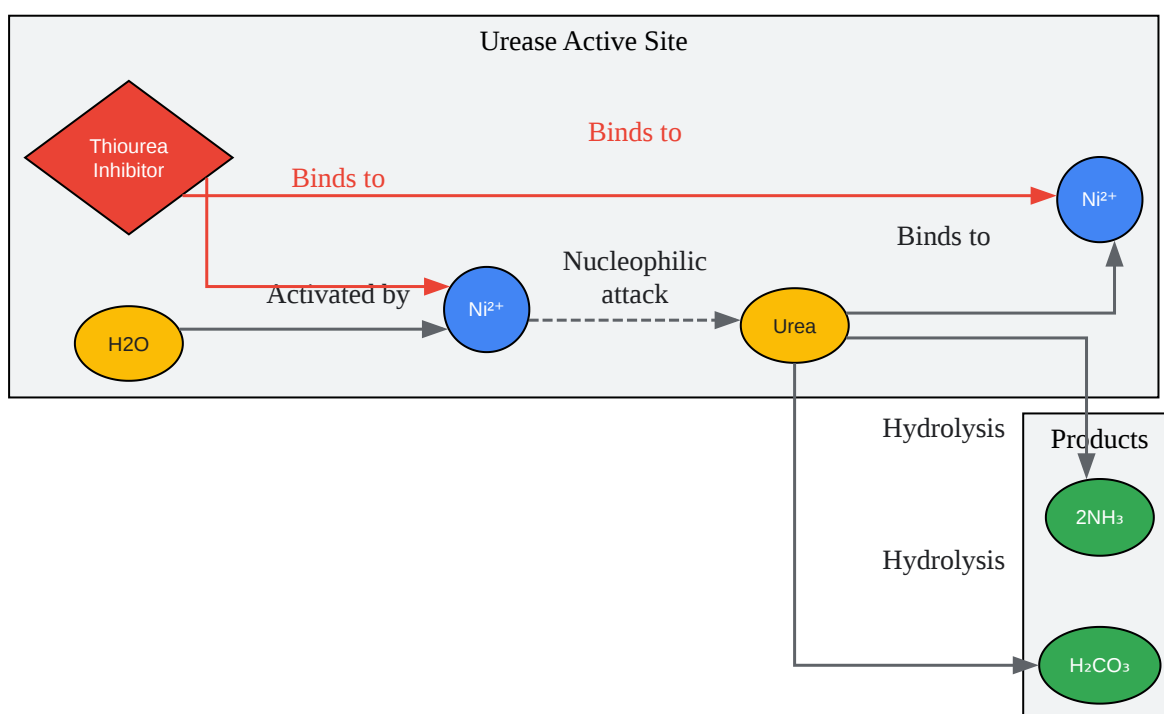 Urease Active Site
Thiourea
Inhibitor
Binds to
Binds to
Ni²⁺
Binds to
Nucleophilic
attack
Activated by
Ni²⁺
Urea
H2O
Hydrolysis
Products
2NH₃
Hydrolysis
H₂CO₃